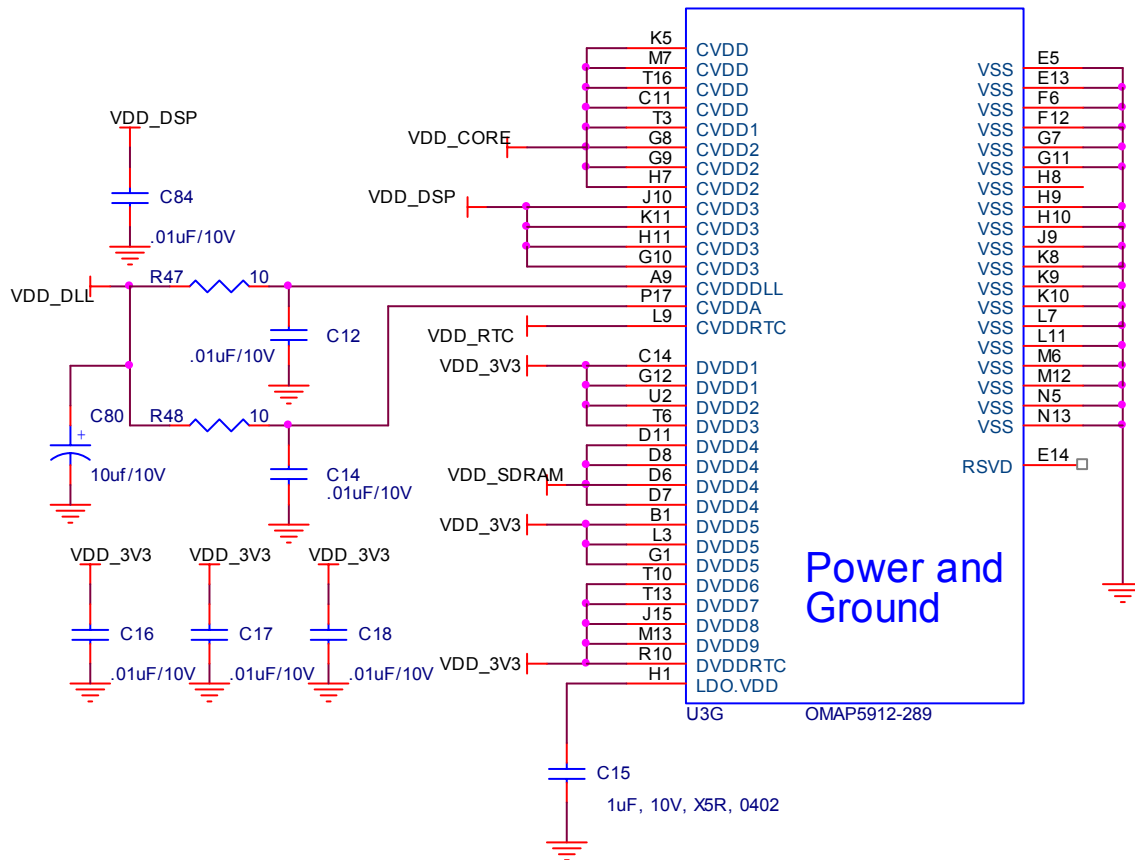 VDD_DSP
C84
.01uF/10V
VDD_DLL
R47
10
C12
.01uF/10V
C80
+
10uf/10V
R48
10
C14
.01uF/10V
VDD_3V3
VDD_3V3
VDD_3V3
C16
C17
C18
.01uF/10V
.01uF/10V
.01uF/10V
VDD_CORE
VDD_DSP
VDD_RTC
VDD_3V3
VDD_SDRAM
VDD_3V3
VDD_3V3
K5 CVDD
M7 CVDD
T16 CVDD
C11 CVDD
T3 CVDD1
G8 CVDD2
G9 CVDD2
H7 CVDD2
J10 CVDD3
K11 CVDD3
H11 CVDD3
G10 CVDD3
A9 CVDDDLL
P17 CVDDA
L9 CVDDRTC
C14 DVDD1
G12 DVDD1
U2 DVDD2
T6 DVDD3
D11 DVDD4
D8 DVDD4
D6 DVDD4
D7 DVDD4
B1 DVDD5
L3 DVDD5
G1 DVDD5
T10 DVDD6
T13 DVDD7
J15 DVDD8
M13 DVDD9
R10 DVDDRTC
H1 LDO.VDD
VSS E5
VSS E13
VSS F6
VSS F12
VSS G7
VSS G11
VSS H8
VSS H9
VSS H10
VSS J9
VSS K8
VSS K9
VSS K10
VSS L7
VSS L11
VSS M6
VSS M12
VSS N5
VSS N13
RSVD E14
Power and
Ground
U3G
OMAP5912-289
C15
1uF, 10V, X5R, 0402